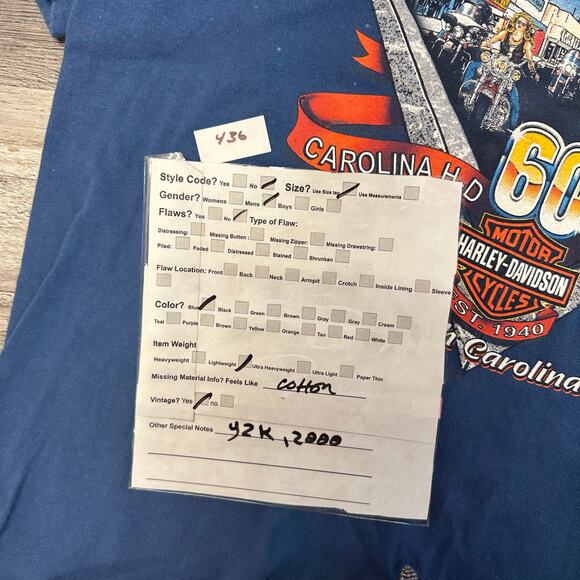 436
CAROLINA H-D
60
MOTOR
HARLEY-DAVIDSON
CYCLES
EST. 1940
Carolina
Style Code? Yes No Size? Use Size tag Use Measurements
Gender? Womens Mens Boys Girls
Flaws? Yes No Type of Flaw:
Distressing: Missing Button: Missing Zipper: Missing Drawstring:
Piled: Faded Distressed Stained Shrunken
Flaw Location: Front Back Neck Armpit Crotch Inside Lining Sleeve
Color? Blue Black Green Brown Gray Gray Cream
Teal Purple Brown Yellow Orange Tan Red White
Item Weight
Heavyweight Lightweight Ultra Heavyweight Ultra Light Paper Thin
Missing Material Info? Feels Like cotton
Vintage? Yes no
Other Special Notes y2K, 2000